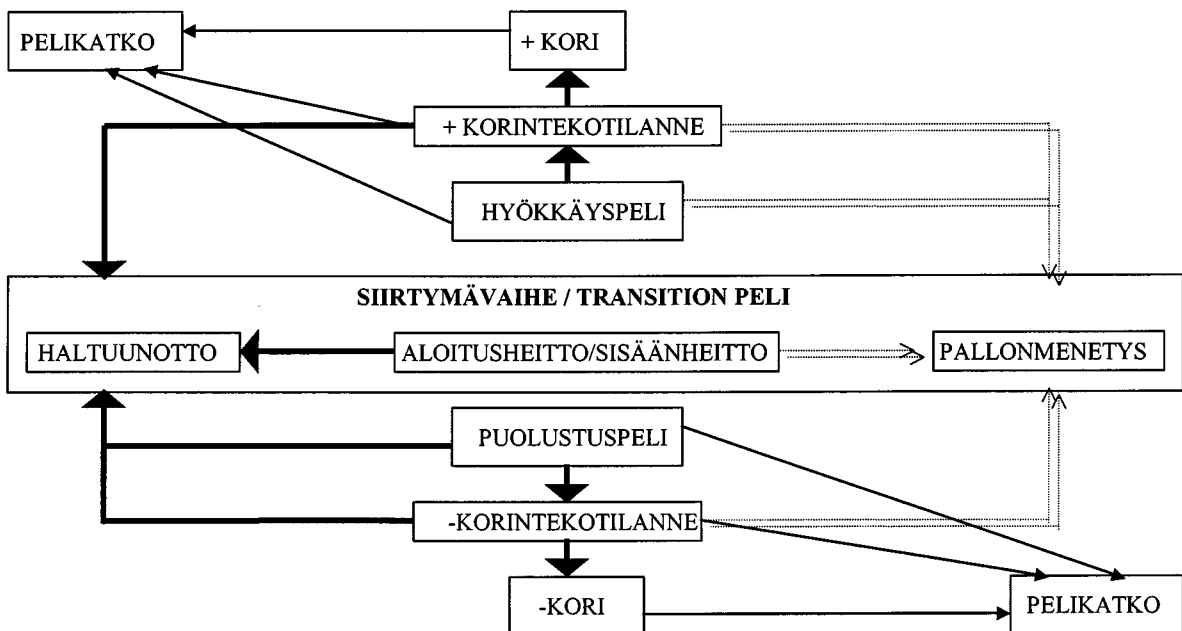 PELIKATKO
+ KORI
+ KORINTEKOTILANNE
HYÖKKÄYSPELI
SIIRTYMÄVAIHE / TRANSITION PELI
HALTUUNOTTO
ALOITUSHEITTO/SISÄÄNHEITTO
PALLONMENETYS
PUOLUSTUSPELI
-KORINTEKOTILANNE
-KORI
PELIKATKO